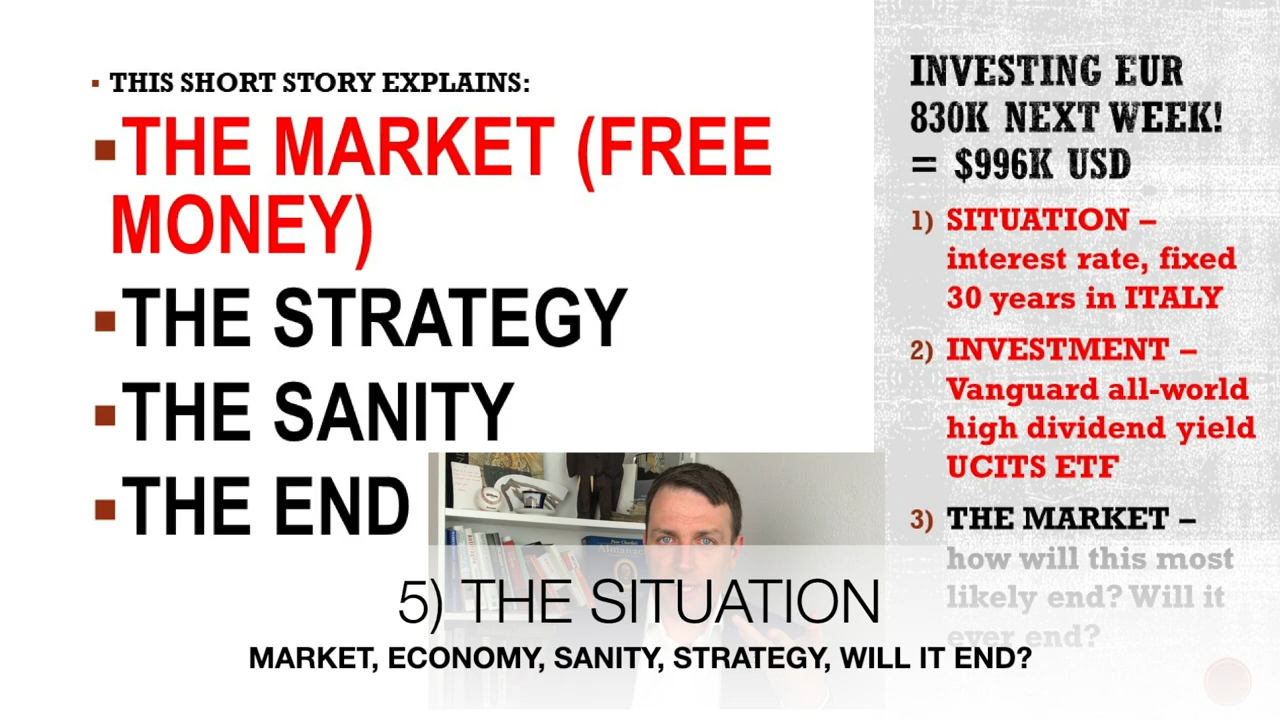 THIS SHORT STORY EXPLAINS:
THE MARKET (FREE
MONEY)
THE STRATEGY
THE SANITY
THE END
INVESTING EUR
830K NEXT WEEK!
= $996K USD
1) SITUATION –
interest rate, fixed
30 years in ITALY
2) INVESTMENT –
Vanguard all-world
high dividend yield
UCITS ETF
3) THE MARKET –
how will this most
likely end? Will it
ever end?
Almanac
5) THE SITUATION
MARKET, ECONOMY, SANITY, STRATEGY, WILL IT END?